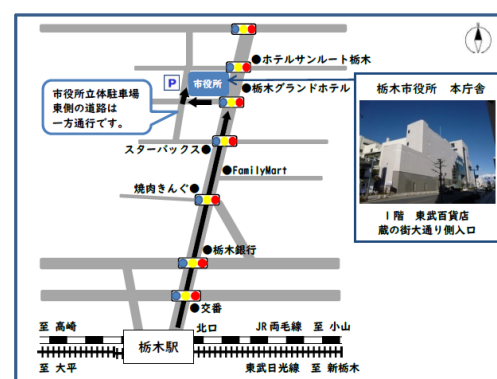 ホテルサンルート栃木
P
市役所
栃木グランドホテル
市役所立体駐車場
東側の道路は
一方通行です。
栃木市役所 本庁舎
1階 東武百貨店
蔵の街大通り側入口
スターバックス
FamilyMart
焼肉きんぐ
栃木銀行
交番
至 高崎
北口
JR両毛線
至 小山
栃木駅
至 大平
東武日光線
至 新栃木